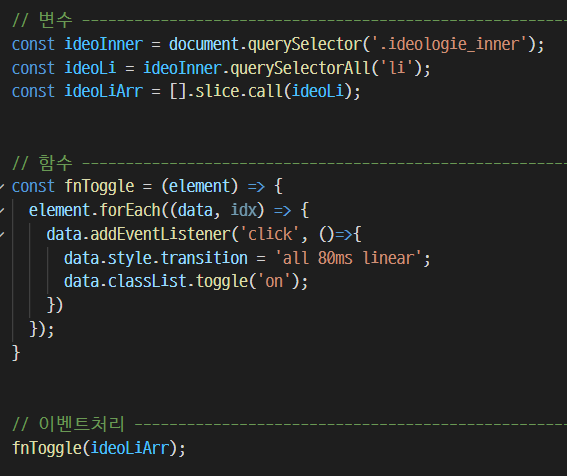 // 변수 --------------------------------------------------------
const ideoInner = document.querySelector('.ideologie_inner');
const ideoLi = ideoInner.querySelectorAll('li');
const ideoLiArr = [].slice.call(ideoLi);
// 함수 --------------------------------------------------------
const fnToggle = (element) => {
  element.forEach((data, idx) => {
    data.addEventListener('click', ()=>{
      data.style.transition = 'all 80ms linear';
      data.classList.toggle('on');
    })
  });
}
// 이벤트처리 --------------------------------------------------
fnToggle(ideoLiArr);